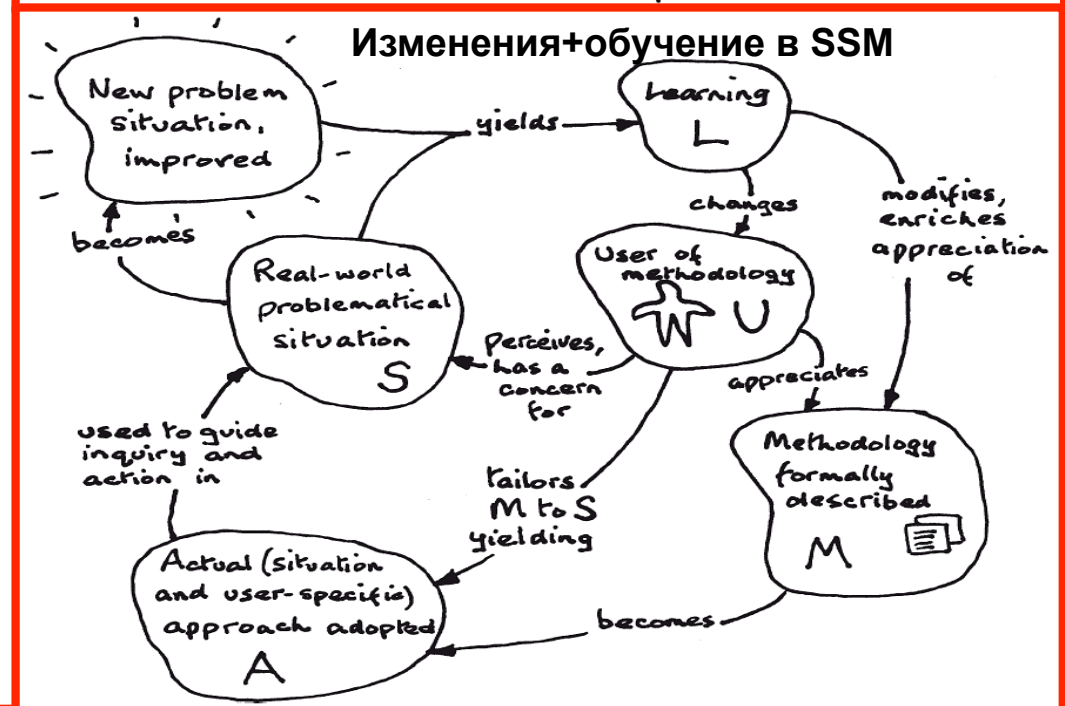 Изменения+обучение в SSM
New problem
situation,
improved
yields
Learning
L
changes
modifies,
enriches
appreciation
of
becomes
Real-world
problematical
situation
S
User of
methodology
U
perceives,
has a
concern
for
appreciates
used to guide
inquiry and
action in
tailors
M to S
yielding
Methodology
formally
described
M
Actual (situation
and user-specific)
approach adopted
A
becomes